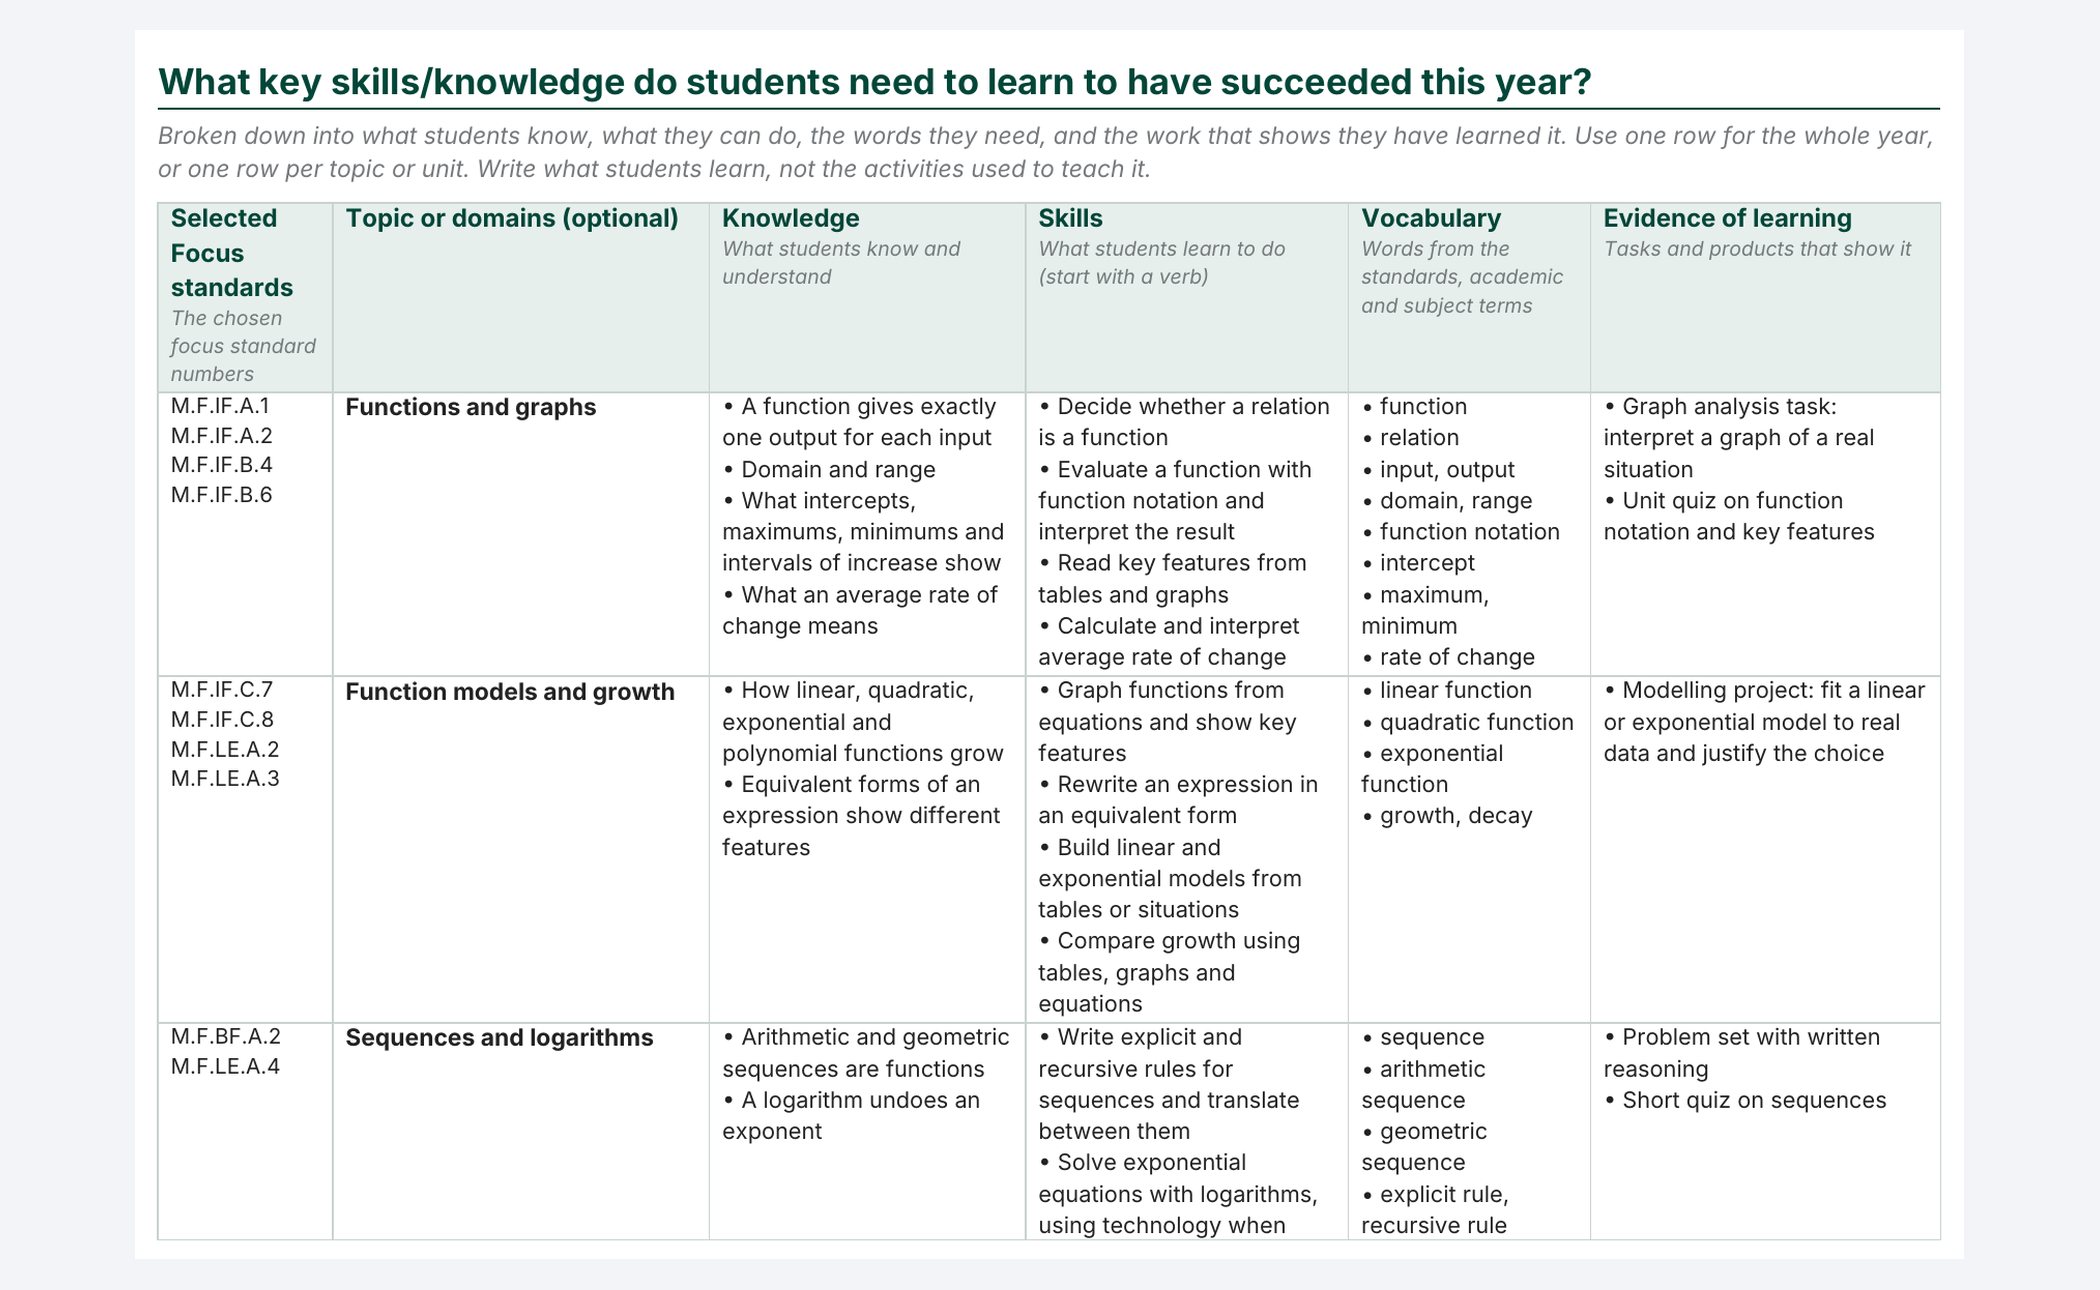 What key skills/knowledge do students need to learn to have succeeded this year?
Broken down into what students know, what they can do, the words they need, and the work that shows they have learned it. Use one row for the whole year,
or one row per topic or unit. Write what students learn, not the activities used to teach it.
Selected
Focus
standards
The chosen
focus standard
numbers
Topic or domains (optional)
Knowledge
What students know and
understand
Skills
What students learn to do
(start with a verb)
Vocabulary
Words from the
standards, academic
and subject terms
Evidence of learning
Tasks and products that show it
M.F.IF.A.1
M.F.IF.A.2
M.F.IF.B.4
M.F.IF.B.6
Functions and graphs
• A function gives exactly
one output for each input
• Domain and range
• What intercepts,
maximums, minimums and
intervals of increase show
• What an average rate of
change means
• Decide whether a relation
is a function
• Evaluate a function with
function notation and
interpret the result
• Read key features from
tables and graphs
• Calculate and interpret
average rate of change
• function
• relation
• input, output
• domain, range
• function notation
• intercept
• maximum,
minimum
• rate of change
• Graph analysis task:
interpret a graph of a real
situation
• Unit quiz on function
notation and key features
M.F.IF.C.7
M.F.IF.C.8
M.F.LE.A.2
M.F.LE.A.3
Function models and growth
• How linear, quadratic,
exponential and
polynomial functions grow
• Equivalent forms of an
expression show different
features
• Graph functions from
equations and show key
features
• Rewrite an expression in
an equivalent form
• Build linear and
exponential models from
tables or situations
• Compare growth using
tables, graphs and
equations
• linear function
• quadratic function
• exponential
function
• growth, decay
• Modelling project: fit a linear
or exponential model to real
data and justify the choice
M.F.BF.A.2
M.F.LE.A.4
Sequences and logarithms
• Arithmetic and geometric
sequences are functions
• A logarithm undoes an
exponent
• Write explicit and
recursive rules for
sequences and translate
between them
• Solve exponential
equations with logarithms,
using technology when
• sequence
• arithmetic
sequence
• geometric
sequence
• explicit rule,
recursive rule
• Problem set with written
reasoning
• Short quiz on sequences